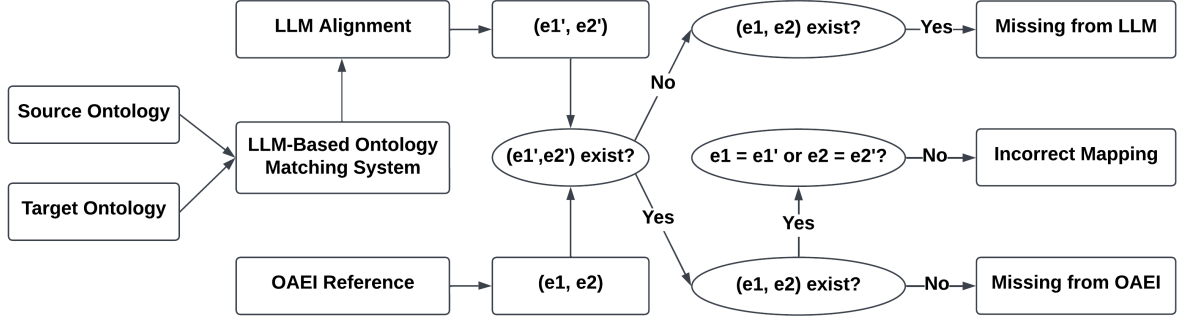 LLM Alignment
(e1', e2')
(e1, e2) exist?
Yes
Missing from LLM
No
Source Ontology
LLM-Based Ontology
Matching System
(e1',e2') exist?
e1 = e1' or e2 = e2'?
No
Incorrect Mapping
Target Ontology
Yes
Yes
OAEI Reference
(e1, e2)
(e1, e2) exist?
No
Missing from OAEI